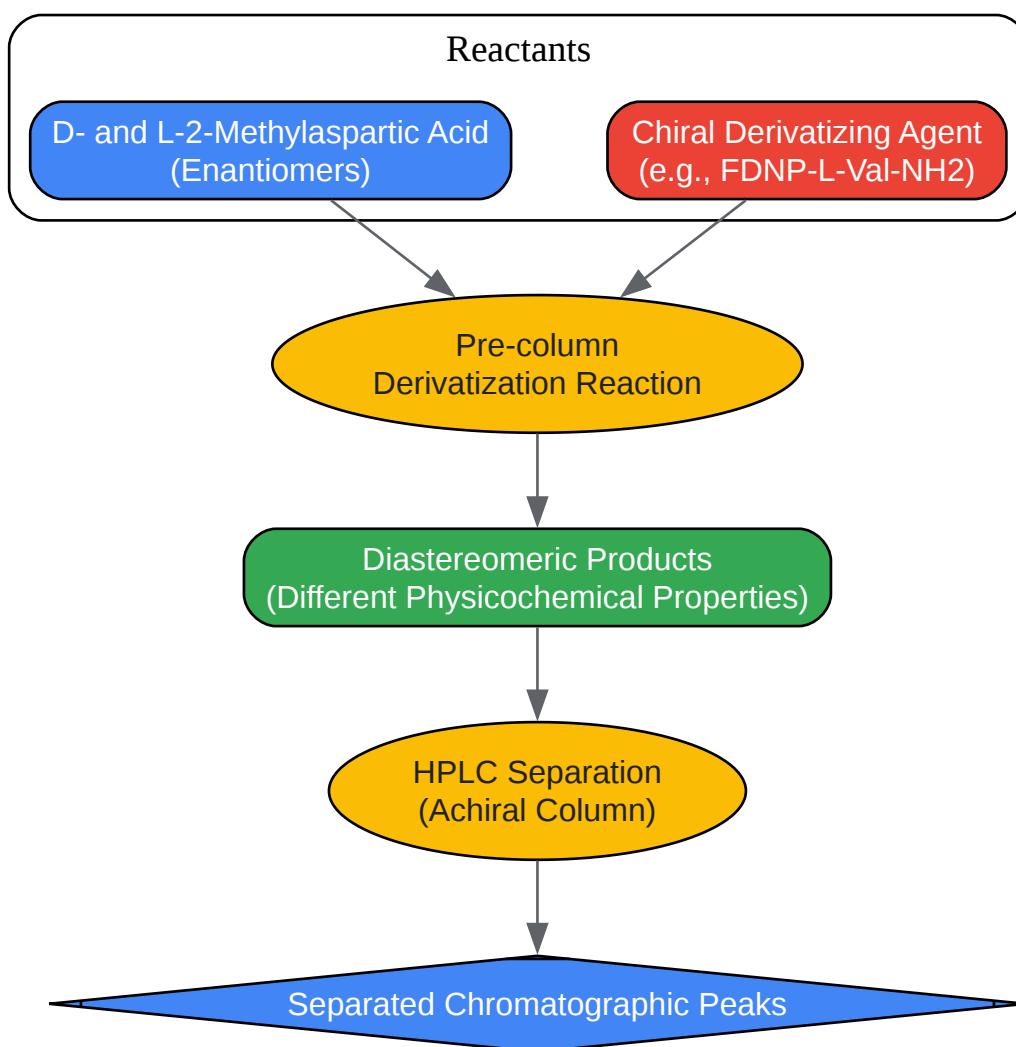 Reactants
D- and L-2-Methylaspartic Acid
(Enantiomers)
Chiral Derivatizing Agent
(e.g., FDNP-L-Val-NH2)
Pre-column
Derivatization Reaction
Diastereomeric Products
(Different Physicochemical Properties)
HPLC Separation
(Achiral Column)
Separated Chromatographic Peaks